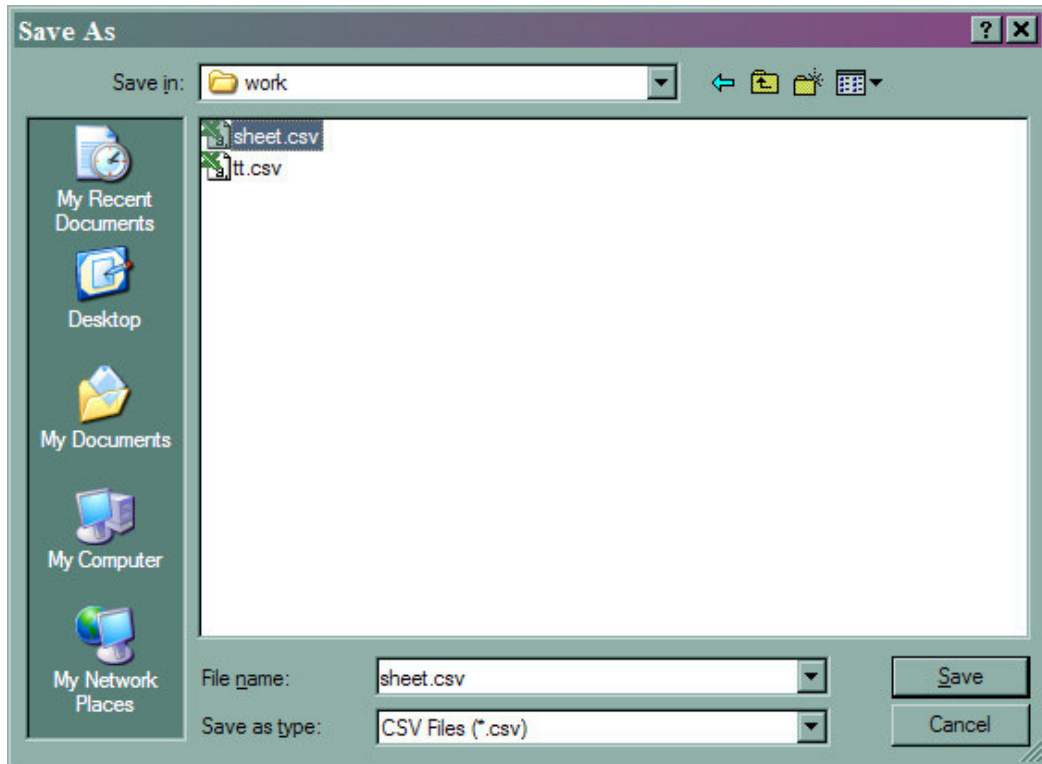 Save As
Save in: work
sheet.csv
tt.csv
My Recent
Documents
Desktop
My Documents
My Computer
My Network
Places
File name: sheet.csv Save
Save as type: CSV Files (*.csv) Cancel